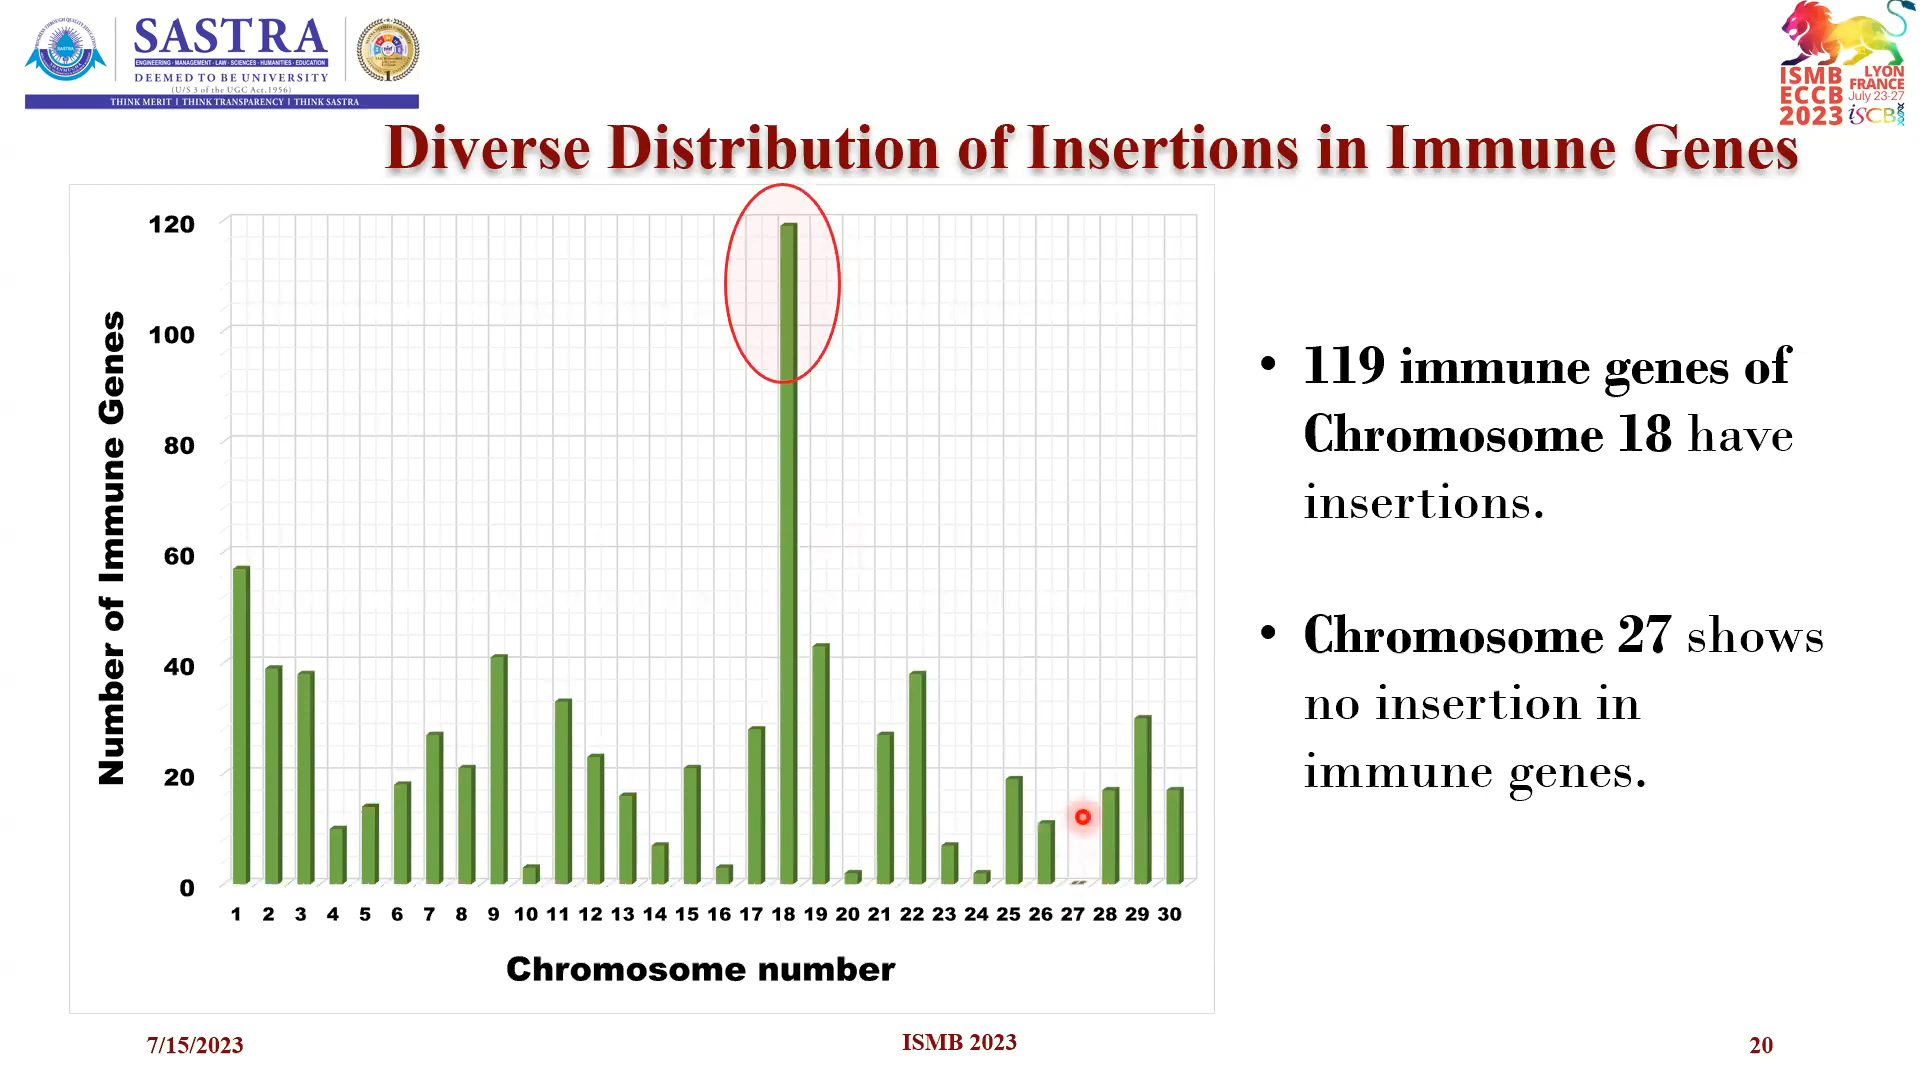 SASTRA
ENGINEERING · MANAGEMENT · LAW · SCIENCES · HUMANITIES · EDUCATION
DEEMED TO BE UNIVERSITY
(U/S 3 of the UGC Act, 1956)
THINK MERIT | THINK TRANSPARENCY | THINK SASTRA
ISMB
ECCB
2023
LYON
FRANCE
July 23-27
iSCB
Diverse Distribution of Insertions in Immune Genes
Number of Immune Genes
120
100
80
60
40
20
0
1 2 3 4 5 6 7 8 9 10 11 12 13 14 15 16 17 18 19 20 21 22 23 24 25 26 27 28 29 30
Chromosome number
• 119 immune genes of
Chromosome 18 have
insertions.
• Chromosome 27 shows
no insertion in
immune genes.
7/15/2023
ISMB 2023
20